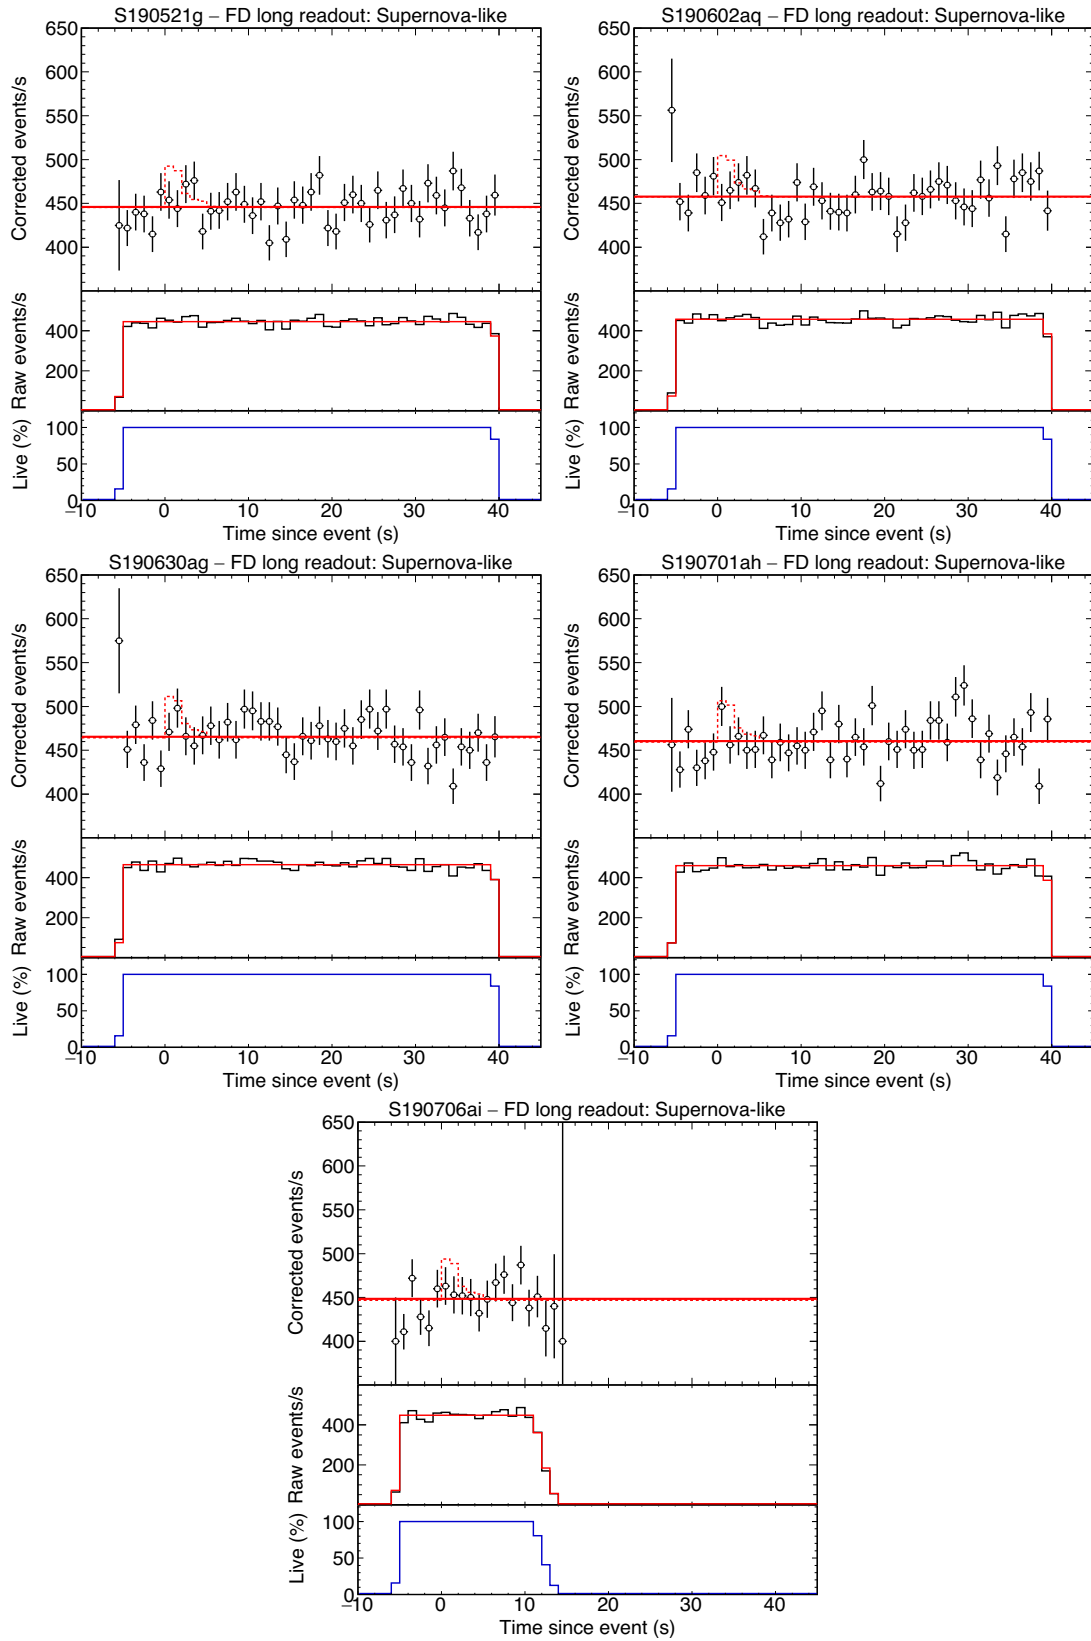 S190521g – FD long readout: Supernova-like
Corrected events/s
650
600
550
500
450
400
Raw events/s
400
200
Live (%)
100
50
0
−10 0 10 20 30 40
Time since event (s)
S190602aq – FD long readout: Supernova-like
Corrected events/s
650
600
550
500
450
400
Raw events/s
400
200
Live (%)
100
50
0
−10 0 10 20 30 40
Time since event (s)
S190630ag – FD long readout: Supernova-like
Corrected events/s
650
600
550
500
450
400
Raw events/s
400
200
Live (%)
100
50
0
−10 0 10 20 30 40
Time since event (s)
S190701ah – FD long readout: Supernova-like
Corrected events/s
650
600
550
500
450
400
Raw events/s
400
200
Live (%)
100
50
0
−10 0 10 20 30 40
Time since event (s)
S190706ai – FD long readout: Supernova-like
Corrected events/s
650
600
550
500
450
400
Raw events/s
400
200
Live (%)
100
50
0
−10 0 10 20 30 40
Time since event (s)